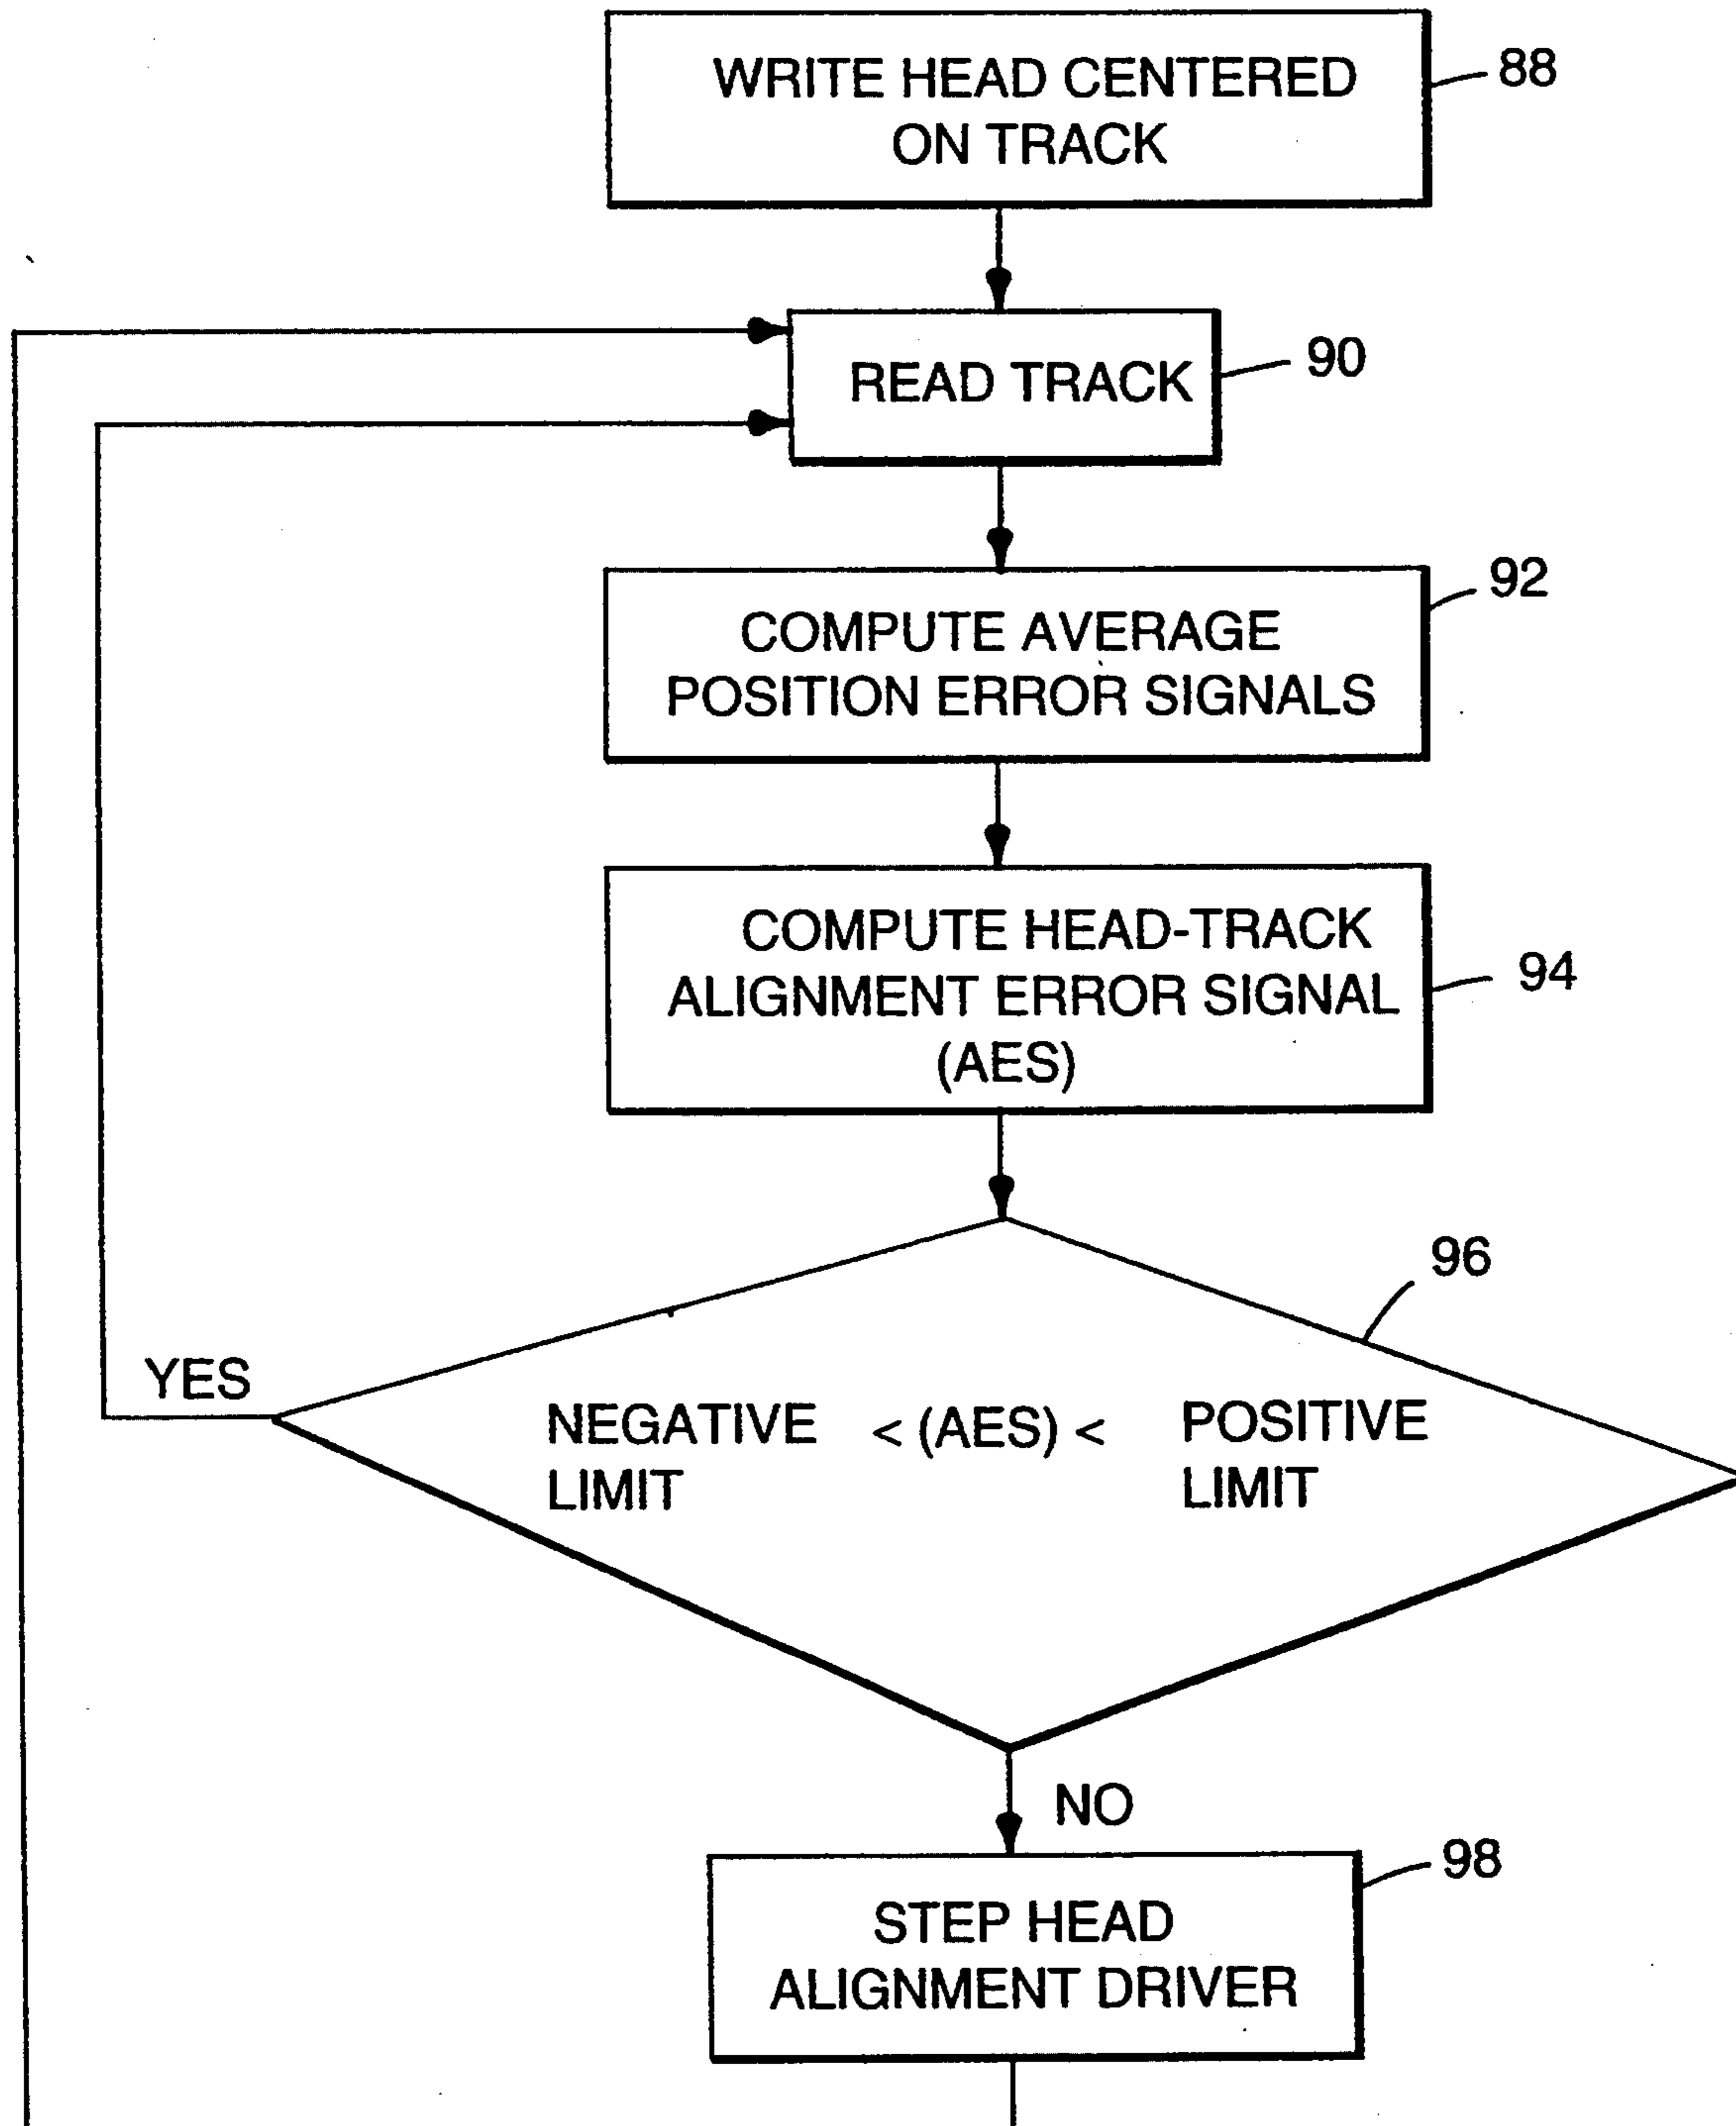 WRITE HEAD CENTERED
ON TRACK
88
READ TRACK
90
92
COMPUTE AVERAGE
POSITION ERROR SIGNALS
COMPUTE HEAD-TRACK
ALIGNMENT ERROR SIGNAL
(AES)
94
96
YES
NEGATIVE LIMIT
< (AES) <
POSITIVE LIMIT
NO
98
STEP HEAD
ALIGNMENT DRIVER